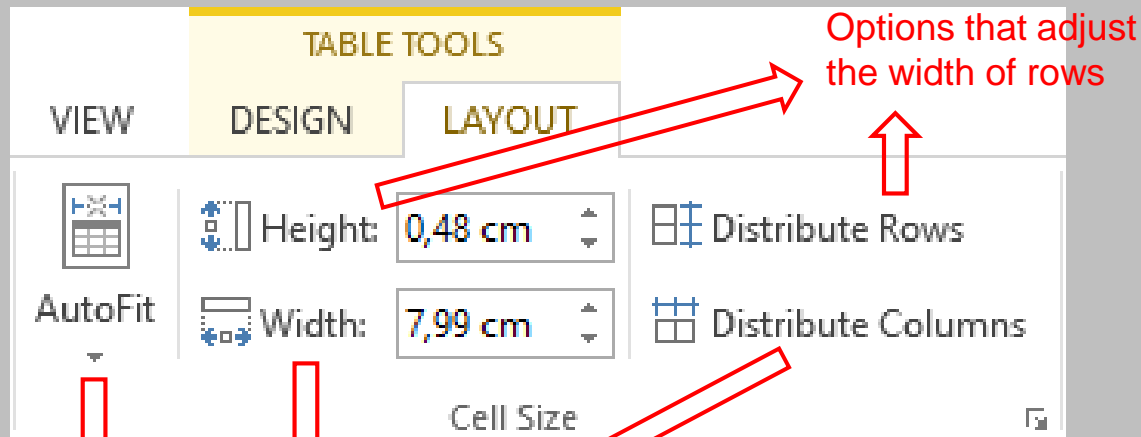 TABLE TOOLS
Options that adjust
the width of rows
VIEW DESIGN LAYOUT
Height: 0,48 cm Distribute Rows
AutoFit Width: 7,99 cm Distribute Columns
Cell Size